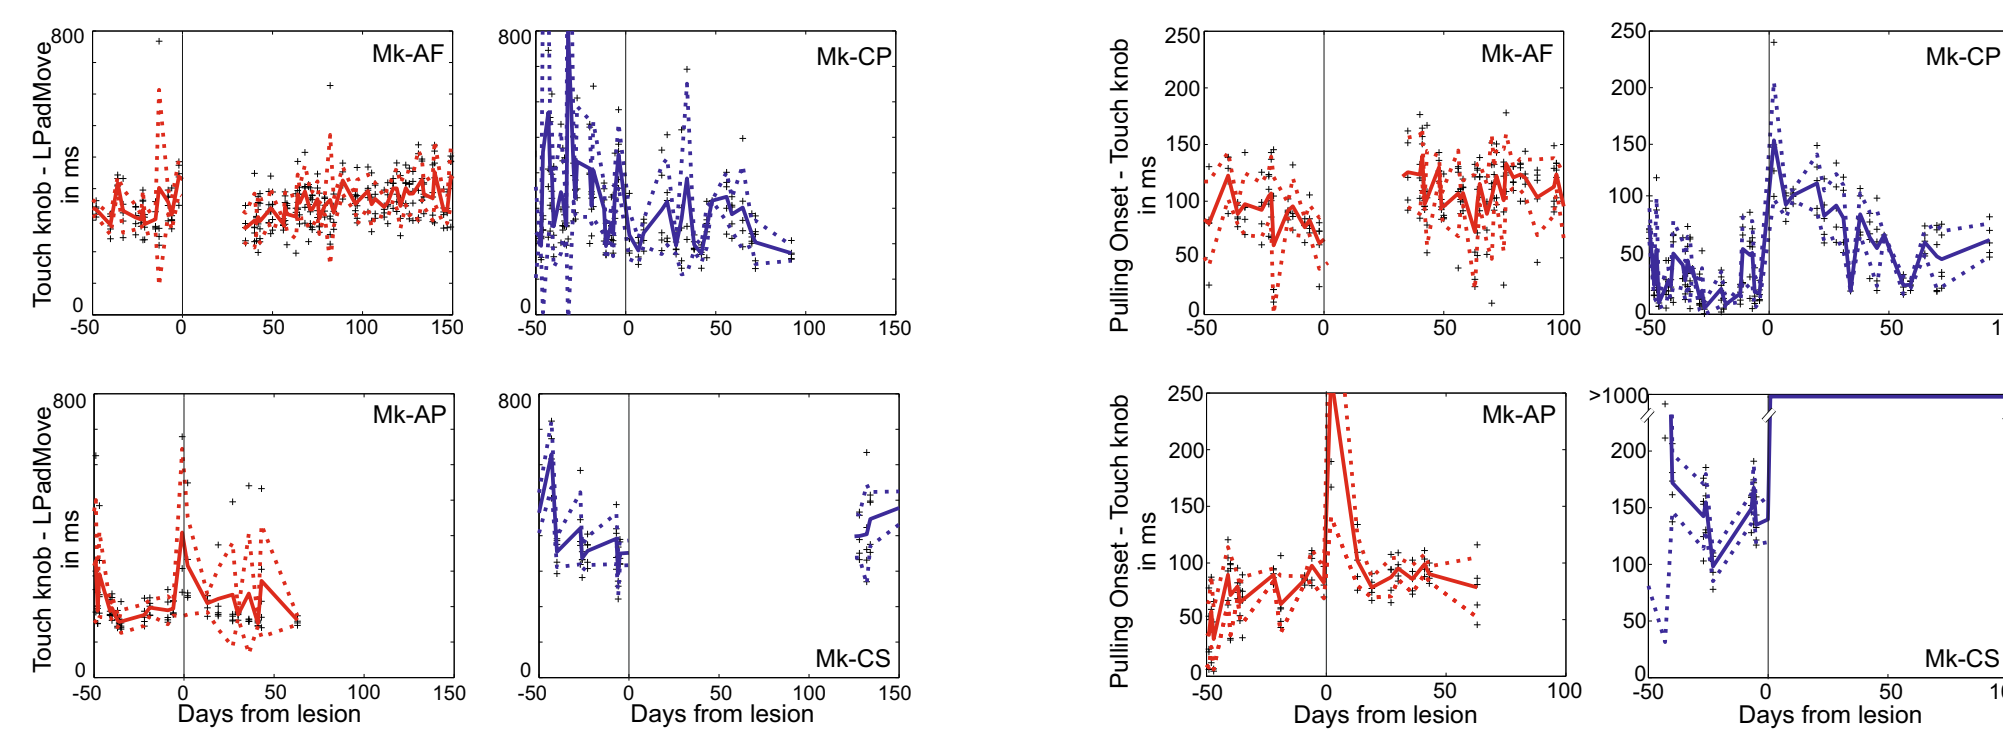 800
Mk-AF
Touch knob - LPadMove
in ms
0
-50 0 50 100 150
800
Mk-CP
0
-50 0 50 100 150
250
200
150
100
50
0
Mk-AF
Pulling Onset - Touch knob
in ms
-50 0 50 100
250
200
150
100
50
0
Mk-CP
-50 0 50 1
800
Mk-AP
Touch knob - LPadMove
in ms
0
-50 0 50 100 150
Days from lesion
800
Mk-CS
0
-50 0 50 100 150
Days from lesion
250
200
150
100
50
0
Mk-AP
Pulling Onset - Touch knob
in ms
-50 0 50 100
Days from lesion
>1000
200
150
100
50
0
Mk-CS
-50 0 50 10
Days from lesion